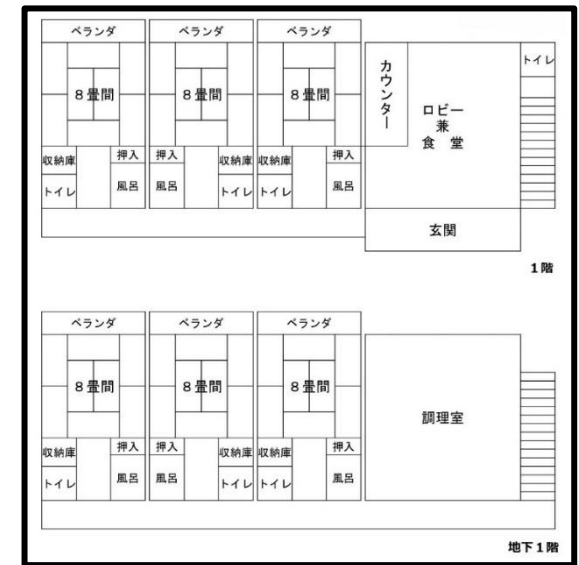 ベランダ ベランダ ベランダ
トイレ
8畳間 8畳間 8畳間
カウンター
ロビー
兼
食堂
収納庫 押入 押入 収納庫 収納庫 押入
トイレ 風呂 風呂 トイレ トイレ 風呂
玄関
1階
ベランダ ベランダ ベランダ
8畳間 8畳間 8畳間
調理室
収納庫 押入 押入 収納庫 収納庫 押入
トイレ 風呂 風呂 トイレ トイレ 風呂
地下1階